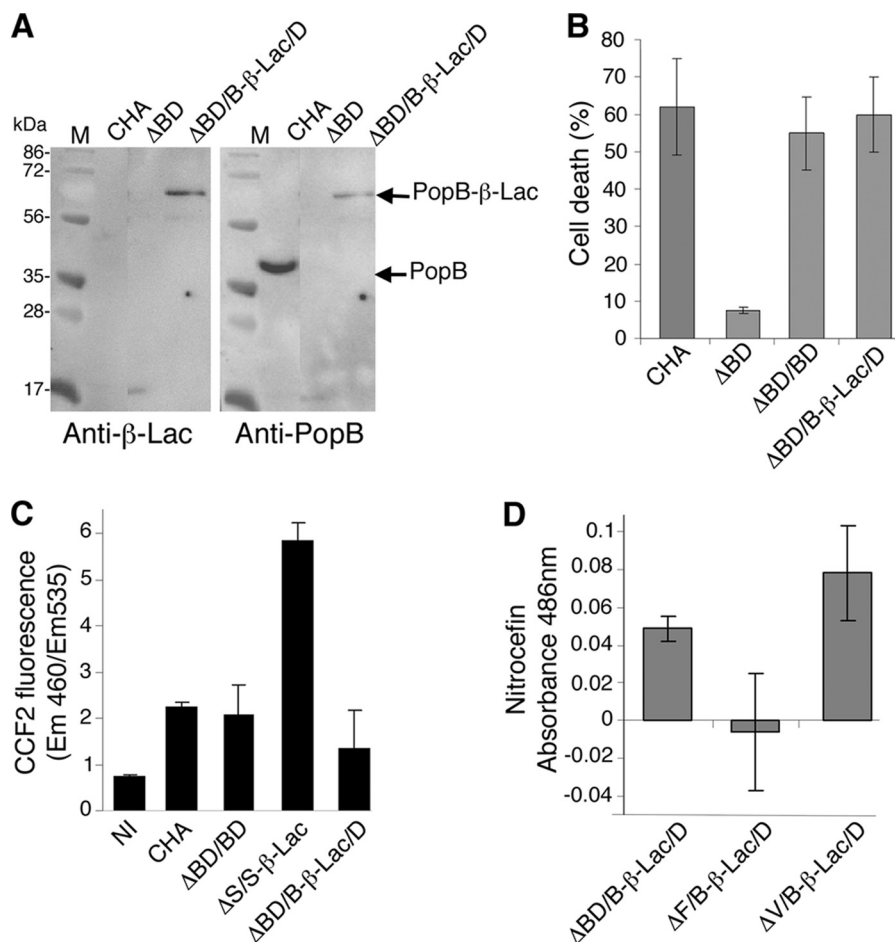 A
kDa
M CHA ΔBD ΔBD/B-β-Lac/D
M CHA ΔBD ΔBD/B-β-Lac/D
86-
72-
56-
35-
28-
17-
PopB-β-Lac
PopB
Anti-β-Lac Anti-PopB
B
Cell death (%)
80
70
60
50
40
30
20
10
0
CHA ΔBD ΔBD/BD ΔBD/B-β-Lac/D
C
CCF2 fluorescence
(Em 460/Em535)
6
5
4
3
2
1
0
NI CHA ΔBD/BD ΔS/S-β-Lac ΔBD/B-β-Lac/D
D
Nitrocefin
Absorbance 486nm
0.1
0.08
0.06
0.04
0.02
0
-0.02
-0.04
ΔBD/B-β-Lac/D ΔF/B-β-Lac/D ΔV/B-β-Lac/D